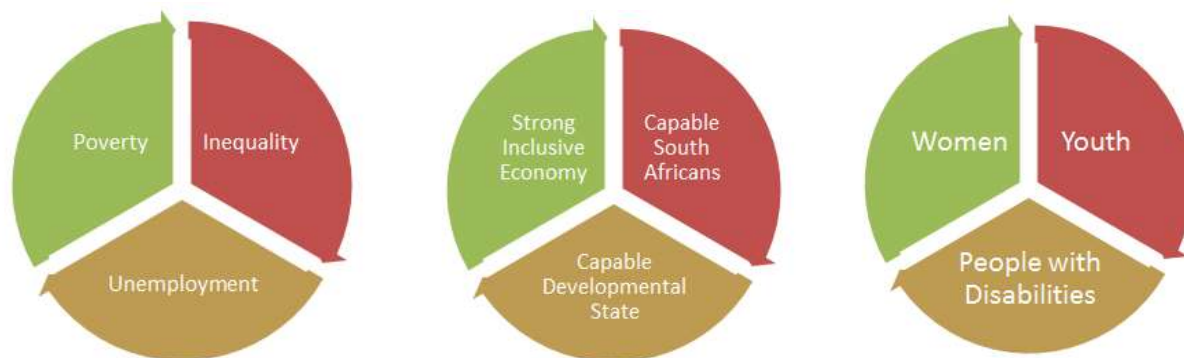 Poverty
Inequality
Unemployment
Strong
Inclusive
Economy
Capable
South
Africans
Capable
Developmental
State
Women
Youth
People with
Disabilities